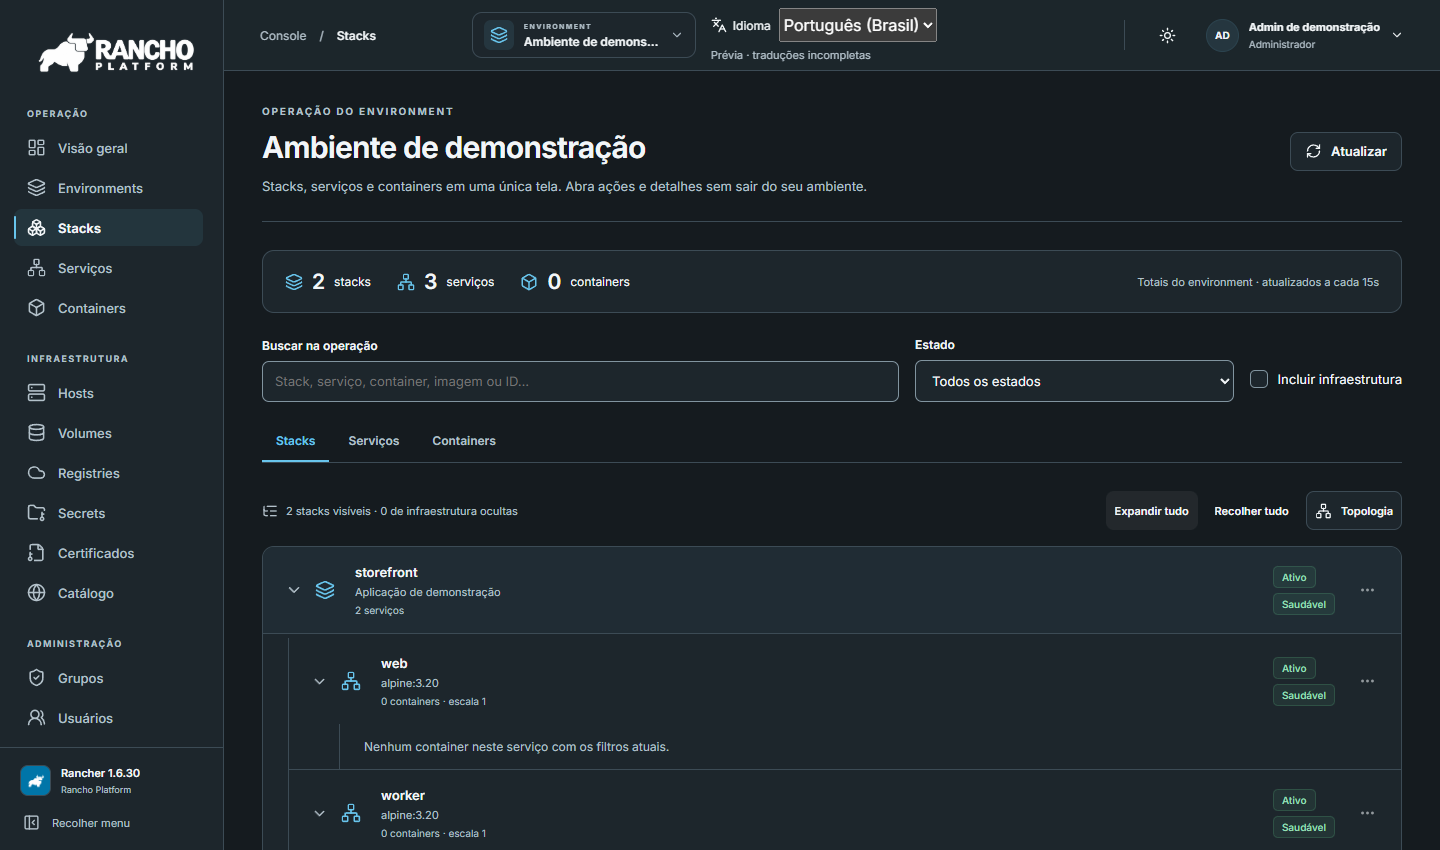 RANCHO
PLATFORM
OPERAÇÃO
Visão geral
Environments
Stacks
Serviços
Containers
INFRAESTRUTURA
Hosts
Volumes
Registries
Secrets
Certificados
Catálogo
ADMINISTRAÇÃO
Grupos
Usuários
Rancher 1.6.30
Rancho Platform
Recolher menu
Console / Stacks
ENVIRONMENT
Ambiente de demons...
Idioma
Português (Brasil)
Prévia · traduções incompletas
AD
Admin de demonstração
Administrador
OPERAÇÃO DO ENVIRONMENT
Ambiente de demonstração
Stacks, serviços e containers em uma única tela. Abra ações e detalhes sem sair do seu ambiente.
Atualizar
2 stacks
3 serviços
0 containers
Totais do environment · atualizados a cada 15s
Buscar na operação
Stack, serviço, container, imagem ou ID...
Estado
Todos os estados
Incluir infraestrutura
Stacks
Serviços
Containers
2 stacks visíveis · 0 de infraestrutura ocultas
Expandir tudo
Recolher tudo
Topologia
storefront
Aplicação de demonstração
2 serviços
Ativo
Saudável
web
alpine:3.20
0 containers · escala 1
Ativo
Saudável
Nenhum container neste serviço com os filtros atuais.
worker
alpine:3.20
0 containers · escala 1
Ativo
Saudável